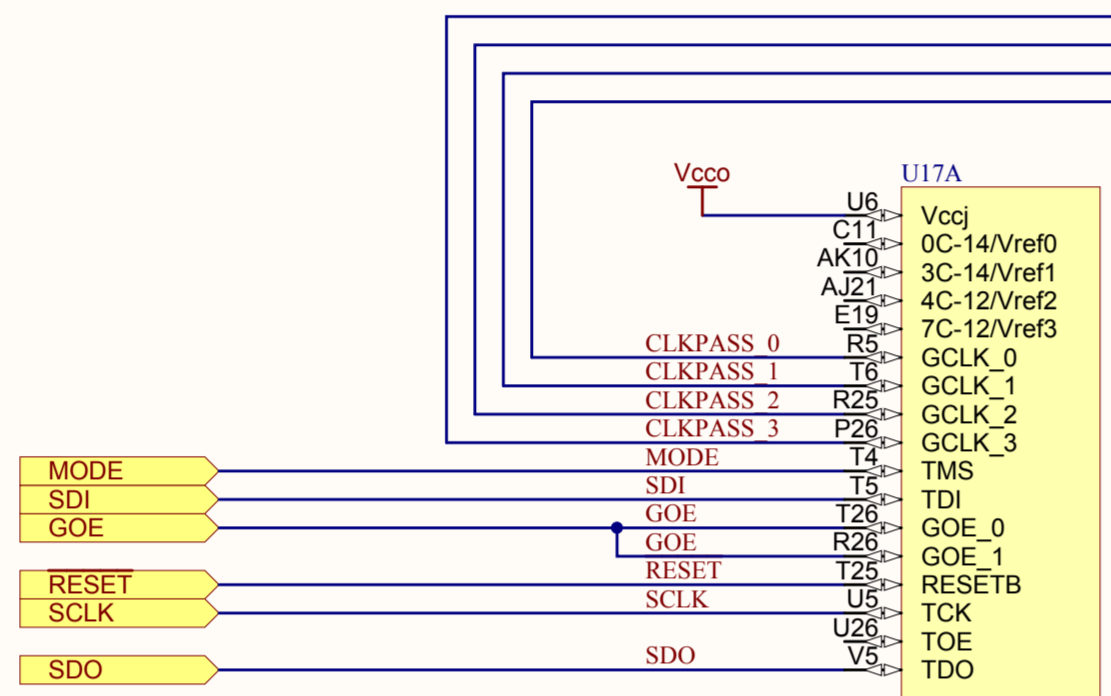 U17A
Vcco
U6 Vccj
C11 0C-14/Vref0
AK10 3C-14/Vref1
AJ21 4C-12/Vref2
E19 7C-12/Vref3
CLKPASS_0 R5 GCLK_0
CLKPASS_1 T6 GCLK_1
CLKPASS_2 R25 GCLK_2
CLKPASS_3 P26 GCLK_3
MODE MODE T4 TMS
SDI SDI T5 TDI
GOE GOE T26 GOE_0
GOE R26 GOE_1
RESET RESET T25 RESETB
SCLK SCLK U5 TCK
U26 TOE
SDO SDO V5 TDO